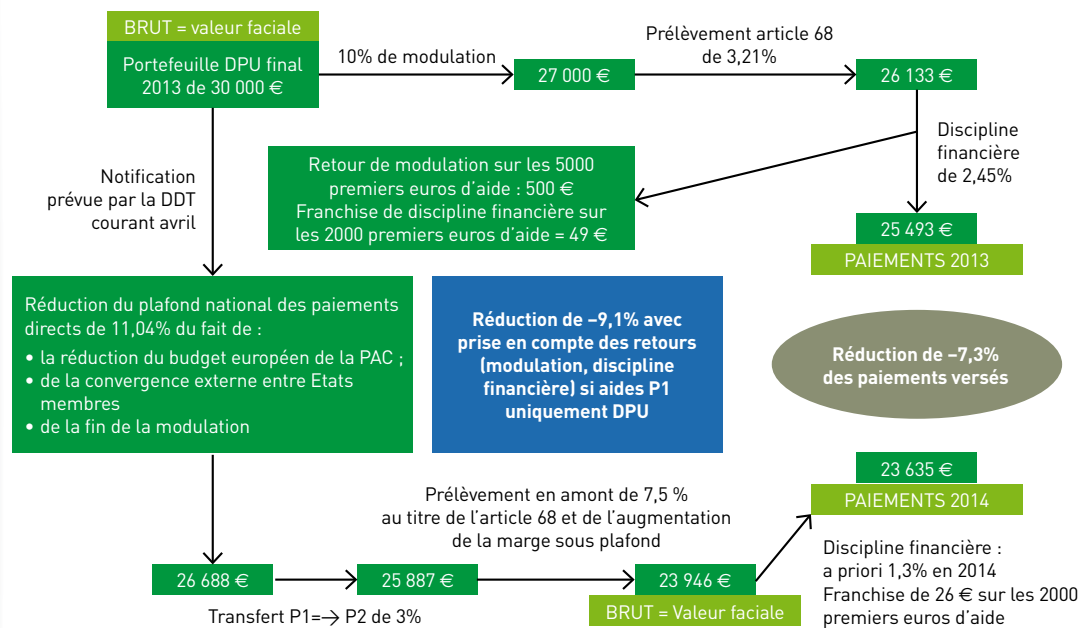 BRUT = valeur faciale
Portefeuille DPU final
2013 de 30 000 €
10% de modulation
27 000 €
Prélèvement article 68
de 3,21%
26 133 €
Discipline
financière
de 2,45%
Notification
prévue par la DDT
courant avril
Retour de modulation sur les 5000
premiers euros d'aide : 500 €
Franchise de discipline financière sur
les 2000 premiers euros d'aide = 49 €
25 493 €
PAIEMENTS 2013
Réduction du plafond national des paiements
directs de 11,04% du fait de :
• la réduction du budget européen de la PAC ;
• de la convergence externe entre Etats
membres
• de la fin de la modulation
Réduction de –9,1% avec
prise en compte des retours
(modulation, discipline
financière) si aides P1
uniquement DPU
Réduction de –7,3%
des paiements versés
23 635 €
PAIEMENTS 2014
Prélèvement en amont de 7,5 %
au titre de l'article 68 et de l'augmentation
de la marge sous plafond
Discipline financière :
a priori 1,3% en 2014
Franchise de 26 € sur les 2000
premiers euros d'aide
26 688 €
25 887 €
23 946 €
BRUT = Valeur faciale
Transfert P1=→ P2 de 3%